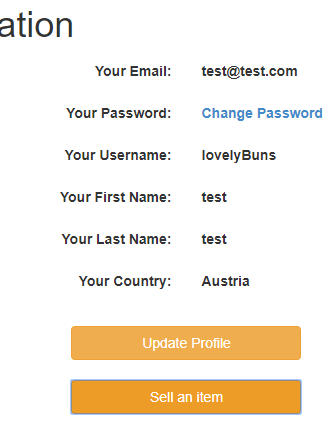 ation
Your Email: test@test.com
Your Password: Change Password
Your Username: lovelyBuns
Your First Name: test
Your Last Name: test
Your Country: Austria
Update Profile
Sell an item